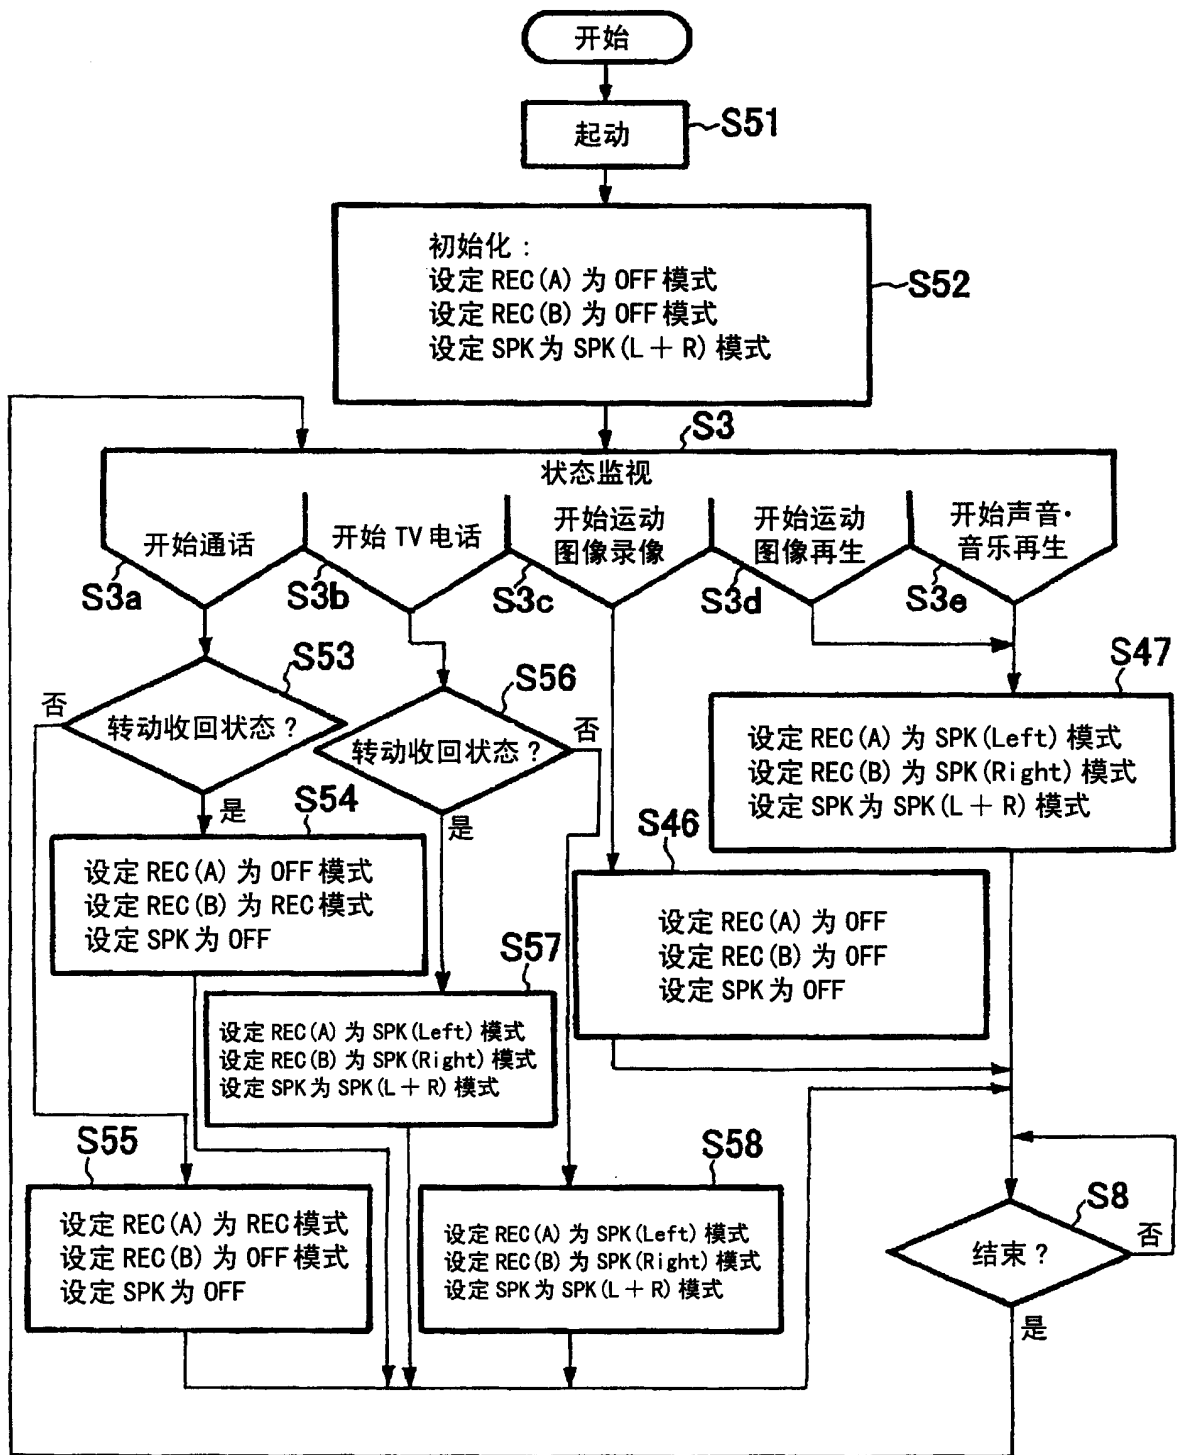 开始
起动
S51
初始化：
设定 REC(A) 为 OFF 模式
设定 REC(B) 为 OFF 模式
设定 SPK 为 SPK(L＋R) 模式
S52
S3
状态监视
开始通话
开始 TV 电话
开始运动
图像录像
开始运动
图像再生
开始声音·
音乐再生
S3a
S3b
S3c
S3d
S3e
S53
转动收回状态？
否
是
S56
转动收回状态？
否
是
S47
设定 REC(A) 为 SPK(Left) 模式
设定 REC(B) 为 SPK(Right) 模式
设定 SPK 为 SPK(L＋R) 模式
S54
设定 REC(A) 为 OFF 模式
设定 REC(B) 为 REC 模式
设定 SPK 为 OFF
S46
设定 REC(A) 为 OFF
设定 REC(B) 为 OFF
设定 SPK 为 OFF
S57
设定 REC(A) 为 SPK(Left) 模式
设定 REC(B) 为 SPK(Right) 模式
设定 SPK 为 SPK(L＋R) 模式
S55
设定 REC(A) 为 REC 模式
设定 REC(B) 为 OFF 模式
设定 SPK 为 OFF
S58
设定 REC(A) 为 SPK(Left) 模式
设定 REC(B) 为 SPK(Right) 模式
设定 SPK 为 SPK(L＋R) 模式
S8
结束？
否
是